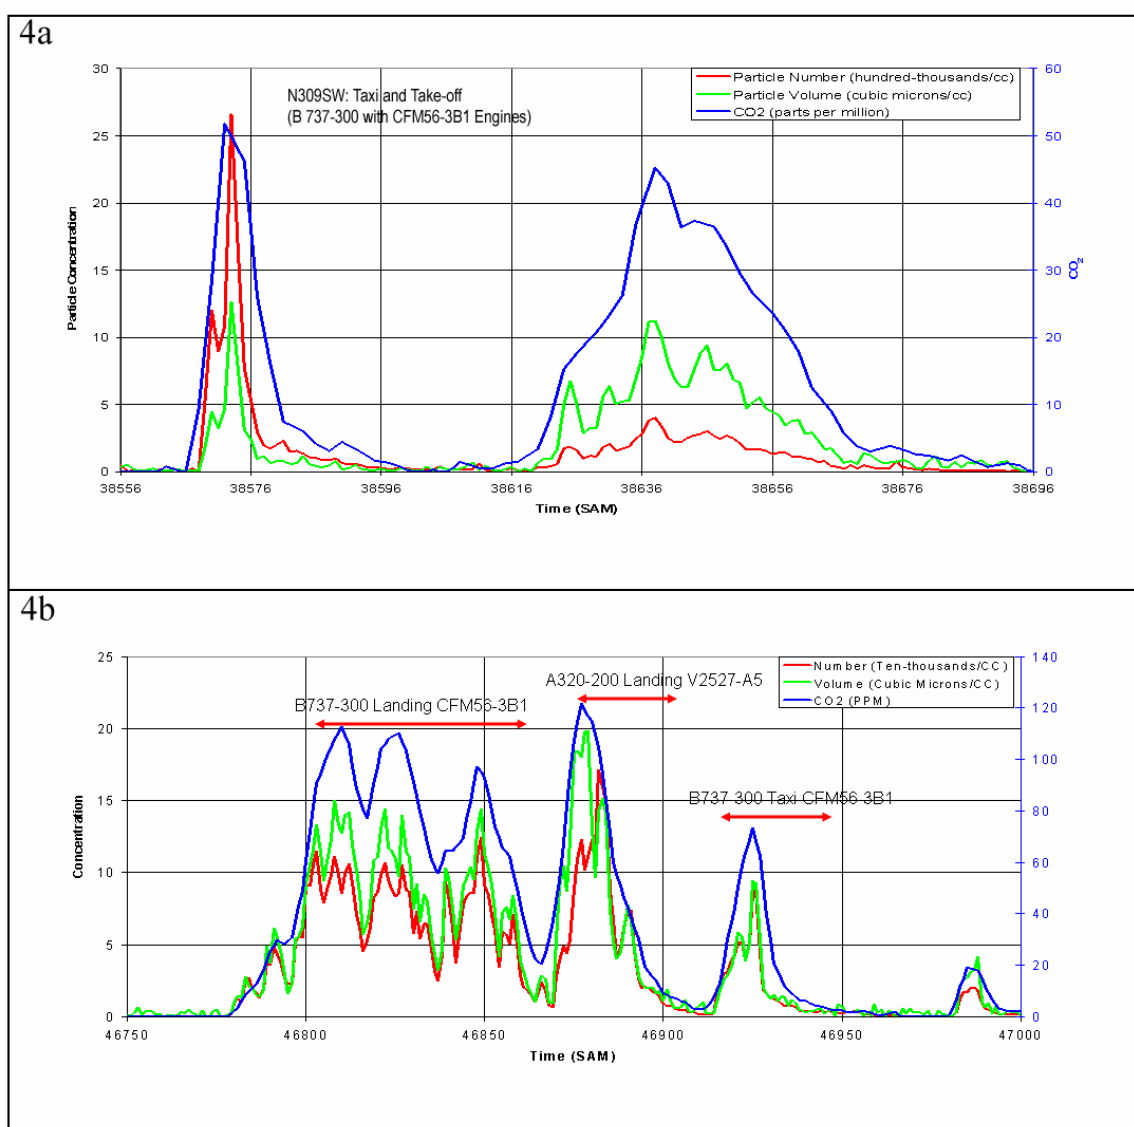 4a
N309SW: Taxi and Take-off
(B 737-300 with CFM56-3B1 Engines)
Particle Number (hundred-thousands/cc)
Particle Volume (cubic microns/cc)
CO2 (parts per million)
30
25
20
15
10
5
0
Particle Concentration
60
50
40
30
20
10
0
CO2
38556 38576 38596 38616 38636 38656 38676 38696
Time (SAM)
4b
Number (Ten-thousands/CC)
Volume (Cubic Microns/CC)
CO2 (PPM)
A320-200 Landing V2527-A5
B737-300 Landing CFM56-3B1
B737 300 Taxi CFM56 3B1
25
20
15
10
5
0
Concentration
140
120
100
80
60
40
20
0
46750 46800 46850 46900 46950 47000
Time (SAM)